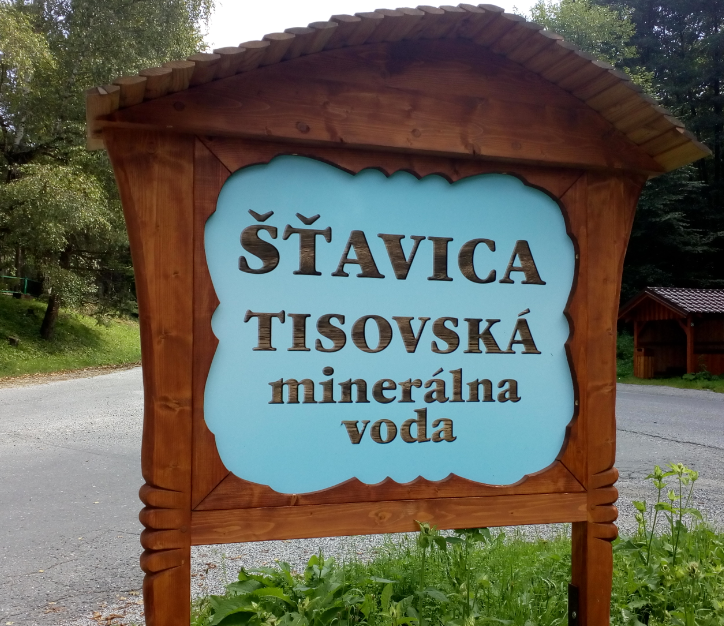 ŠŤAVICA
TISOVSKÁ
minerálna
voda